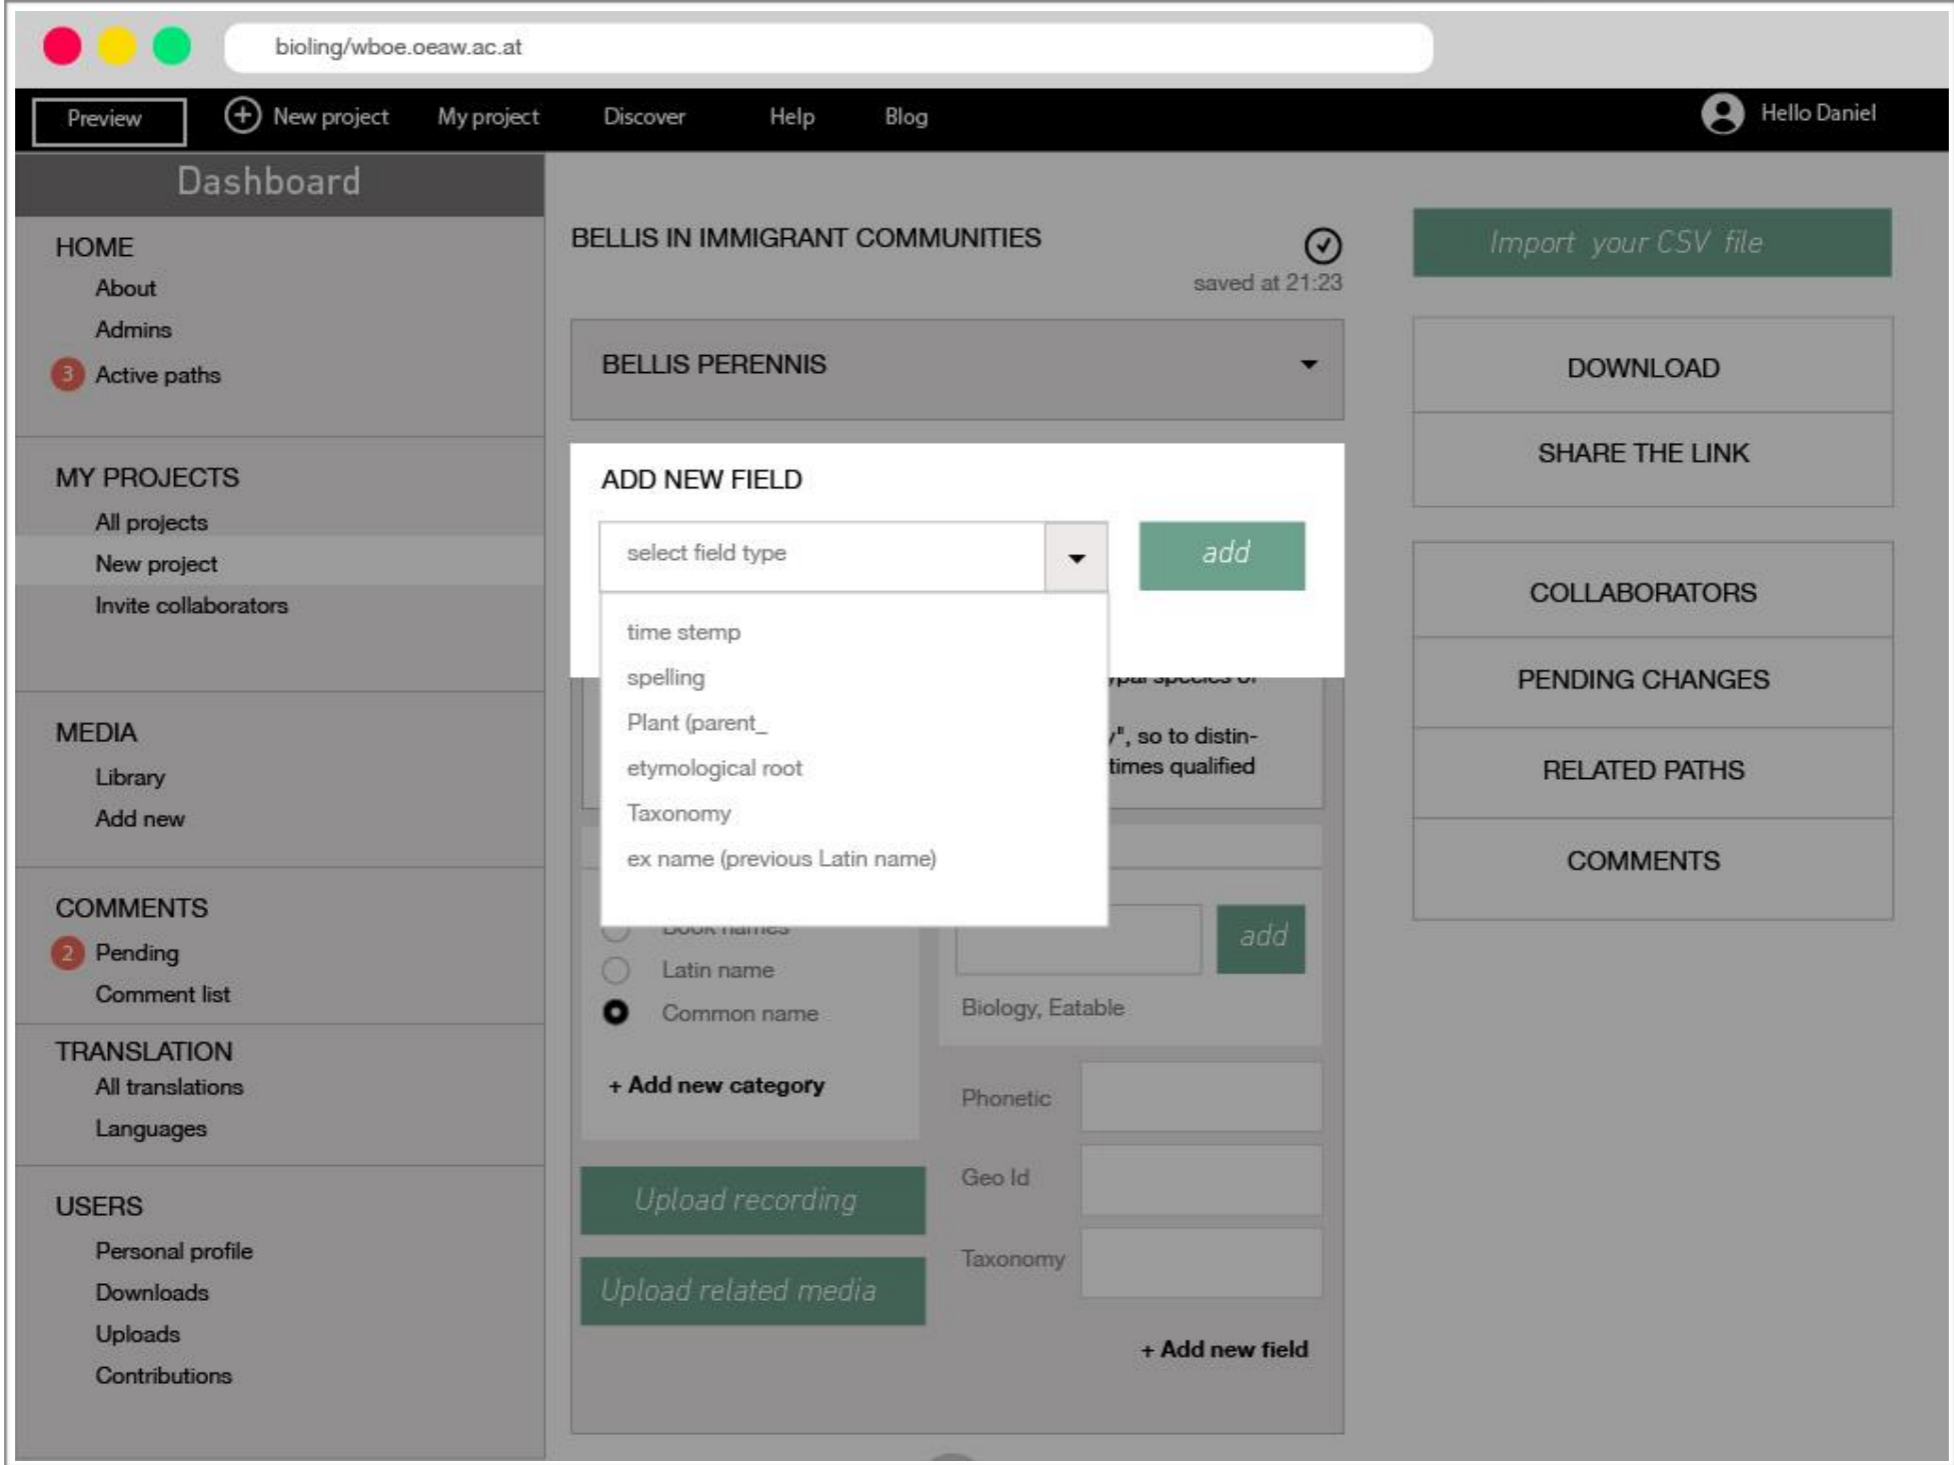 bioling/wboe.oeaw.ac.at
Preview
New project
My project
Discover
Help
Blog
Hello Daniel
Dashboard
HOME
About
Admins
3 Active paths
MY PROJECTS
All projects
New project
Invite collaborators
MEDIA
Library
Add new
COMMENTS
2 Pending
Comment list
TRANSLATION
All translations
Languages
USERS
Personal profile
Downloads
Uploads
Contributions
BELLIS IN IMMIGRANT COMMUNITIES
saved at 21:23
BELLIS PERENNIS
ADD NEW FIELD
select field type
add
time stemp
spelling
Plant (parent_
etymological root
Taxonomy
ex name (previous Latin name)
species of
", so to distin-
times qualified
Book names
Latin name
Common name
+ Add new category
add
Biology, Eatable
Phonetic
Geo Id
Taxonomy
+ Add new field
Upload recording
Upload related media
Import your CSV file
DOWNLOAD
SHARE THE LINK
COLLABORATORS
PENDING CHANGES
RELATED PATHS
COMMENTS